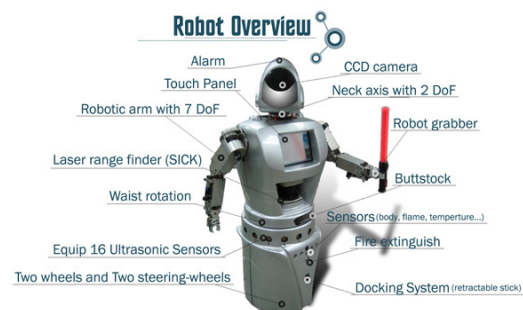 Robot Overview
Alarm
CCD camera
Touch Panel
Neck axis with 2 DoF
Robotic arm with 7 DoF
Robot grabber
Laser range finder (SICK)
Buttstock
Waist rotation
Sensors (body, flame, temperture...)
Equip 16 Ultrasonic Sensors
Fire extinguish
Two wheels and Two steering-wheels
Docking System (retractable stick)